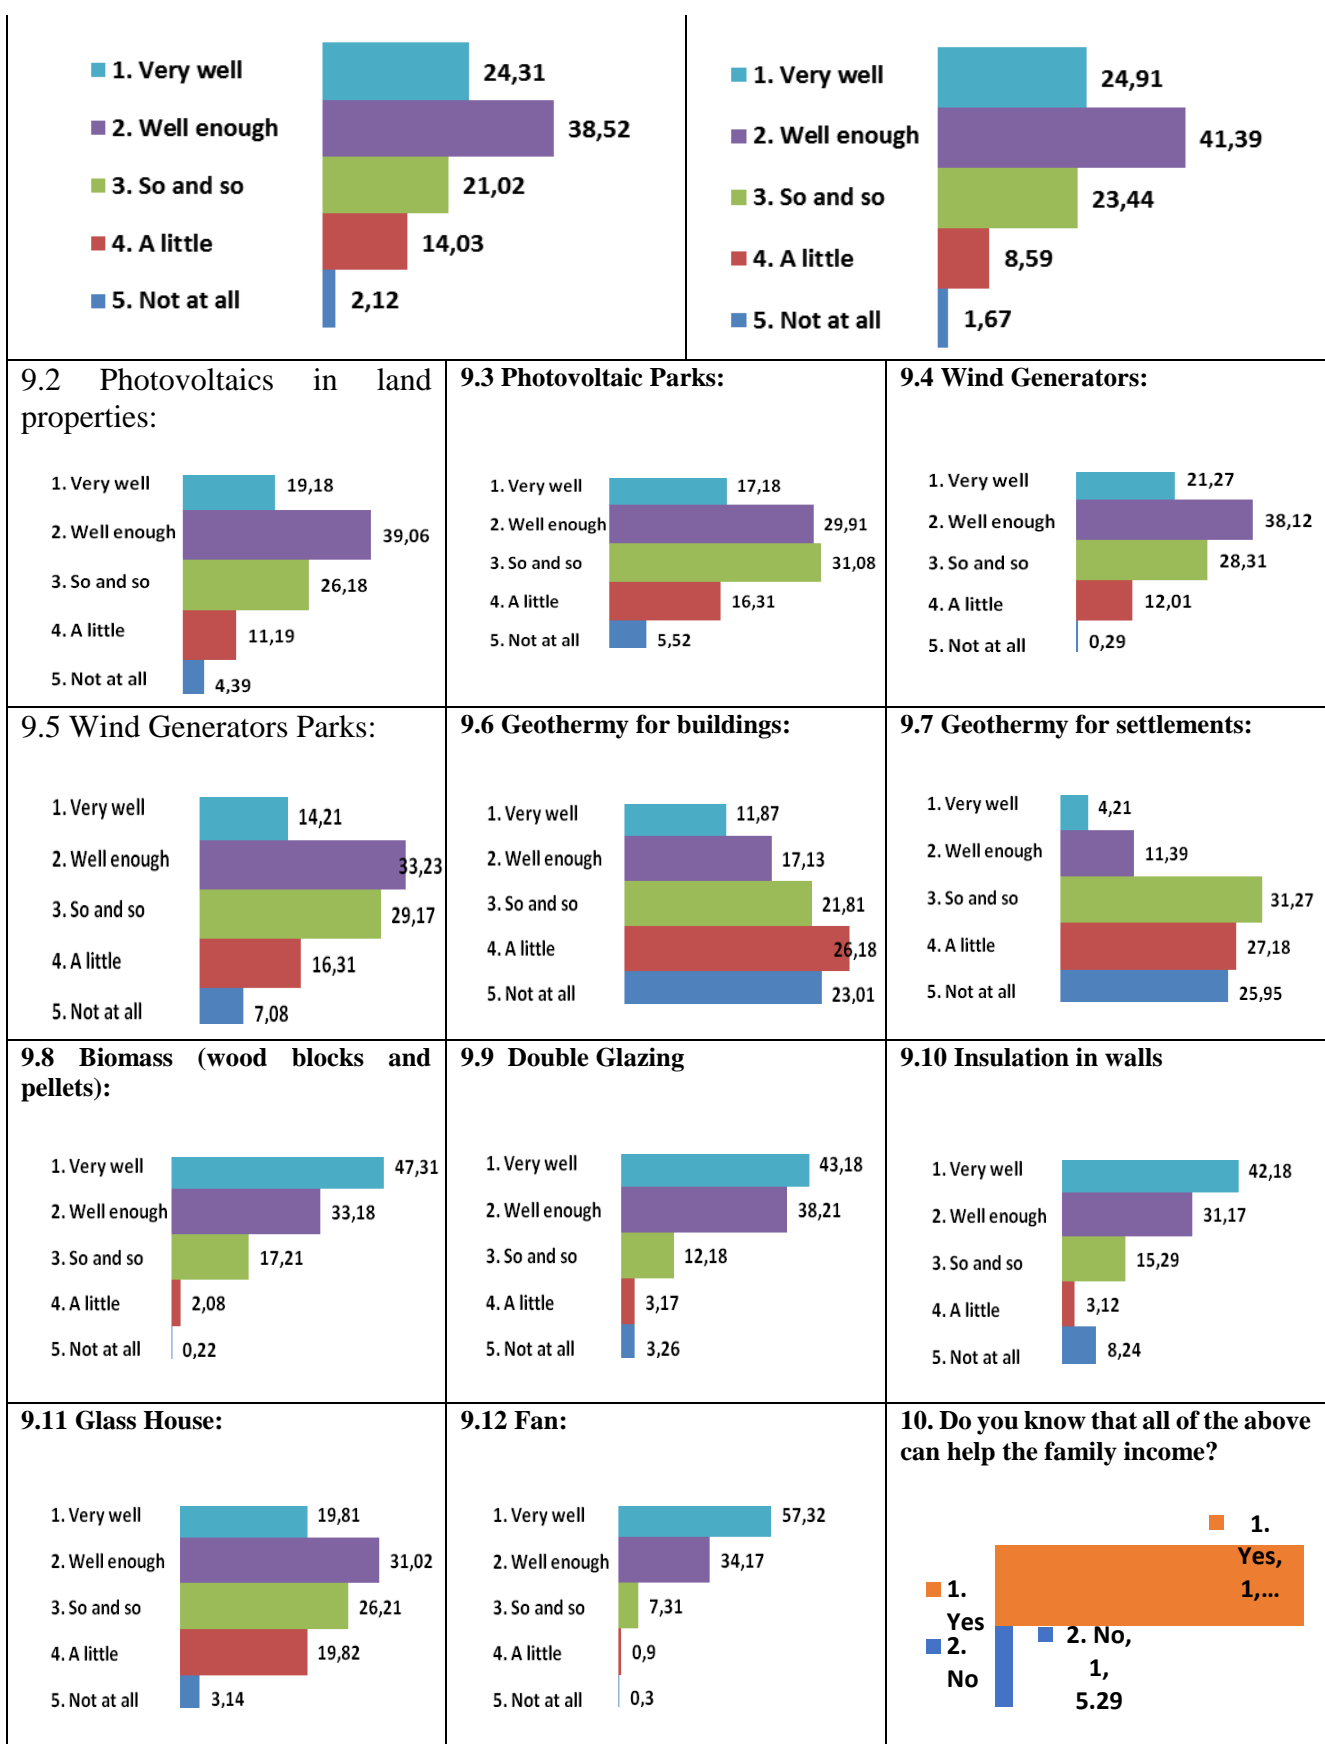 1. Very well 24,31
2. Well enough 38,52
3. So and so 21,02
4. A little 14,03
5. Not at all 2,12
1. Very well 24,91
2. Well enough 41,39
3. So and so 23,44
4. A little 8,59
5. Not at all 1,67
9.2 Photovoltaics in land
properties:
1. Very well 19,18
2. Well enough 39,06
3. So and so 26,18
4. A little 11,19
5. Not at all 4,39
9.3 Photovoltaic Parks:
1. Very well 17,18
2. Well enough 29,91
3. So and so 31,08
4. A little 16,31
5. Not at all 5,52
9.4 Wind Generators:
1. Very well 21,27
2. Well enough 38,12
3. So and so 28,31
4. A little 12,01
5. Not at all 0,29
9.5 Wind Generators Parks:
1. Very well 14,21
2. Well enough 33,23
3. So and so 29,17
4. A little 16,31
5. Not at all 7,08
9.6 Geothermy for buildings:
1. Very well 11,87
2. Well enough 17,13
3. So and so 21,81
4. A little 26,18
5. Not at all 23,01
9.7 Geothermy for settlements:
1. Very well 4,21
2. Well enough 11,39
3. So and so 31,27
4. A little 27,18
5. Not at all 25,95
9.8 Biomass (wood blocks and
pellets):
1. Very well 47,31
2. Well enough 33,18
3. So and so 17,21
4. A little 2,08
5. Not at all 0,22
9.9 Double Glazing
1. Very well 43,18
2. Well enough 38,21
3. So and so 12,18
4. A little 3,17
5. Not at all 3,26
9.10 Insulation in walls
1. Very well 42,18
2. Well enough 31,17
3. So and so 15,29
4. A little 3,12
5. Not at all 8,24
9.11 Glass House:
1. Very well 19,81
2. Well enough 31,02
3. So and so 26,21
4. A little 19,82
5. Not at all 3,14
9.12 Fan:
1. Very well 57,32
2. Well enough 34,17
3. So and so 7,31
4. A little 0,9
5. Not at all 0,3
10. Do you know that all of the above
can help the family income?
1.
Yes
2.
No
1.
Yes,
1,...
2. No,
1,
5.29